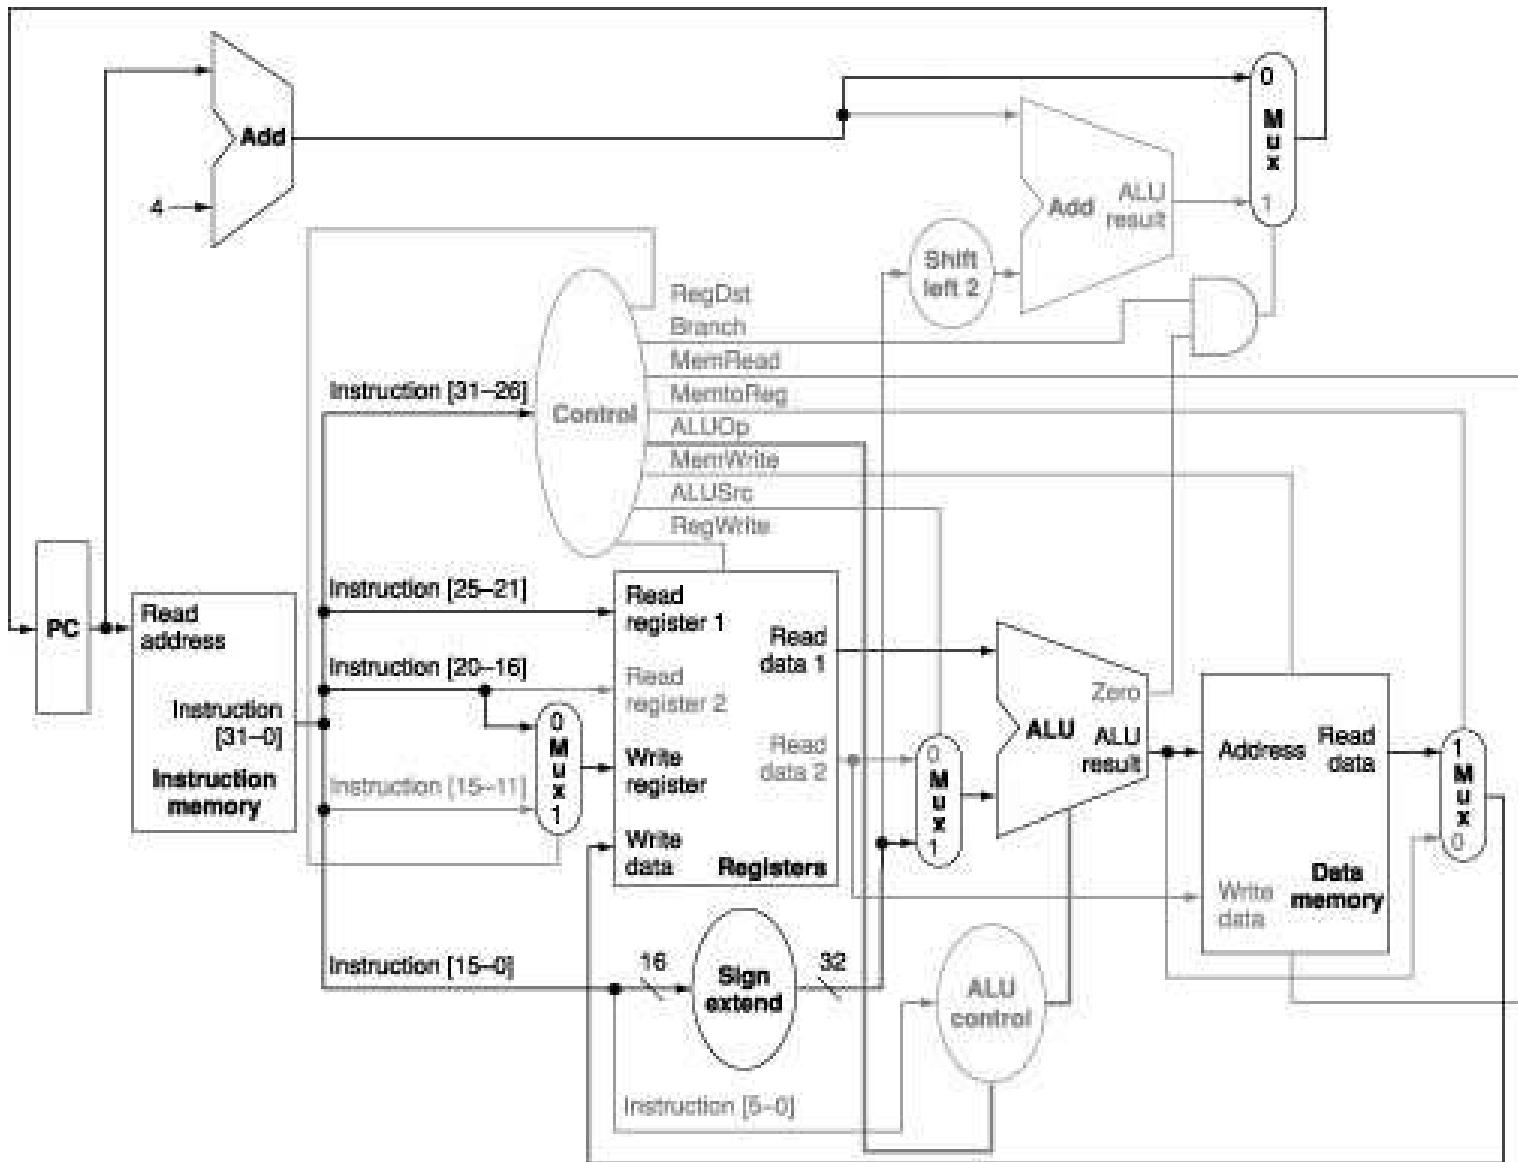 Add
4
0
Mux
1
Add
ALU
result
Shift
left 2
RegDst
Branch
MemRead
MemtoReg
ALUOp
MemWrite
ALUSrc
RegWrite
Control
Instruction [31–26]
Instruction [25–21]
Instruction [20–16]
Instruction [15–11]
Instruction [15–0]
PC
Read
address
Instruction
[31–0]
Instruction
memory
0
Mux
1
Read
register 1
Read
register 2
Write
register
Write
data
Read
data 1
Read
data 2
Registers
0
Mux
1
Zero
ALU
ALU
result
Address
Read
data
Write
data
Data
memory
1
Mux
0
16
Sign
extend
32
ALU
control
Instruction [5–0]